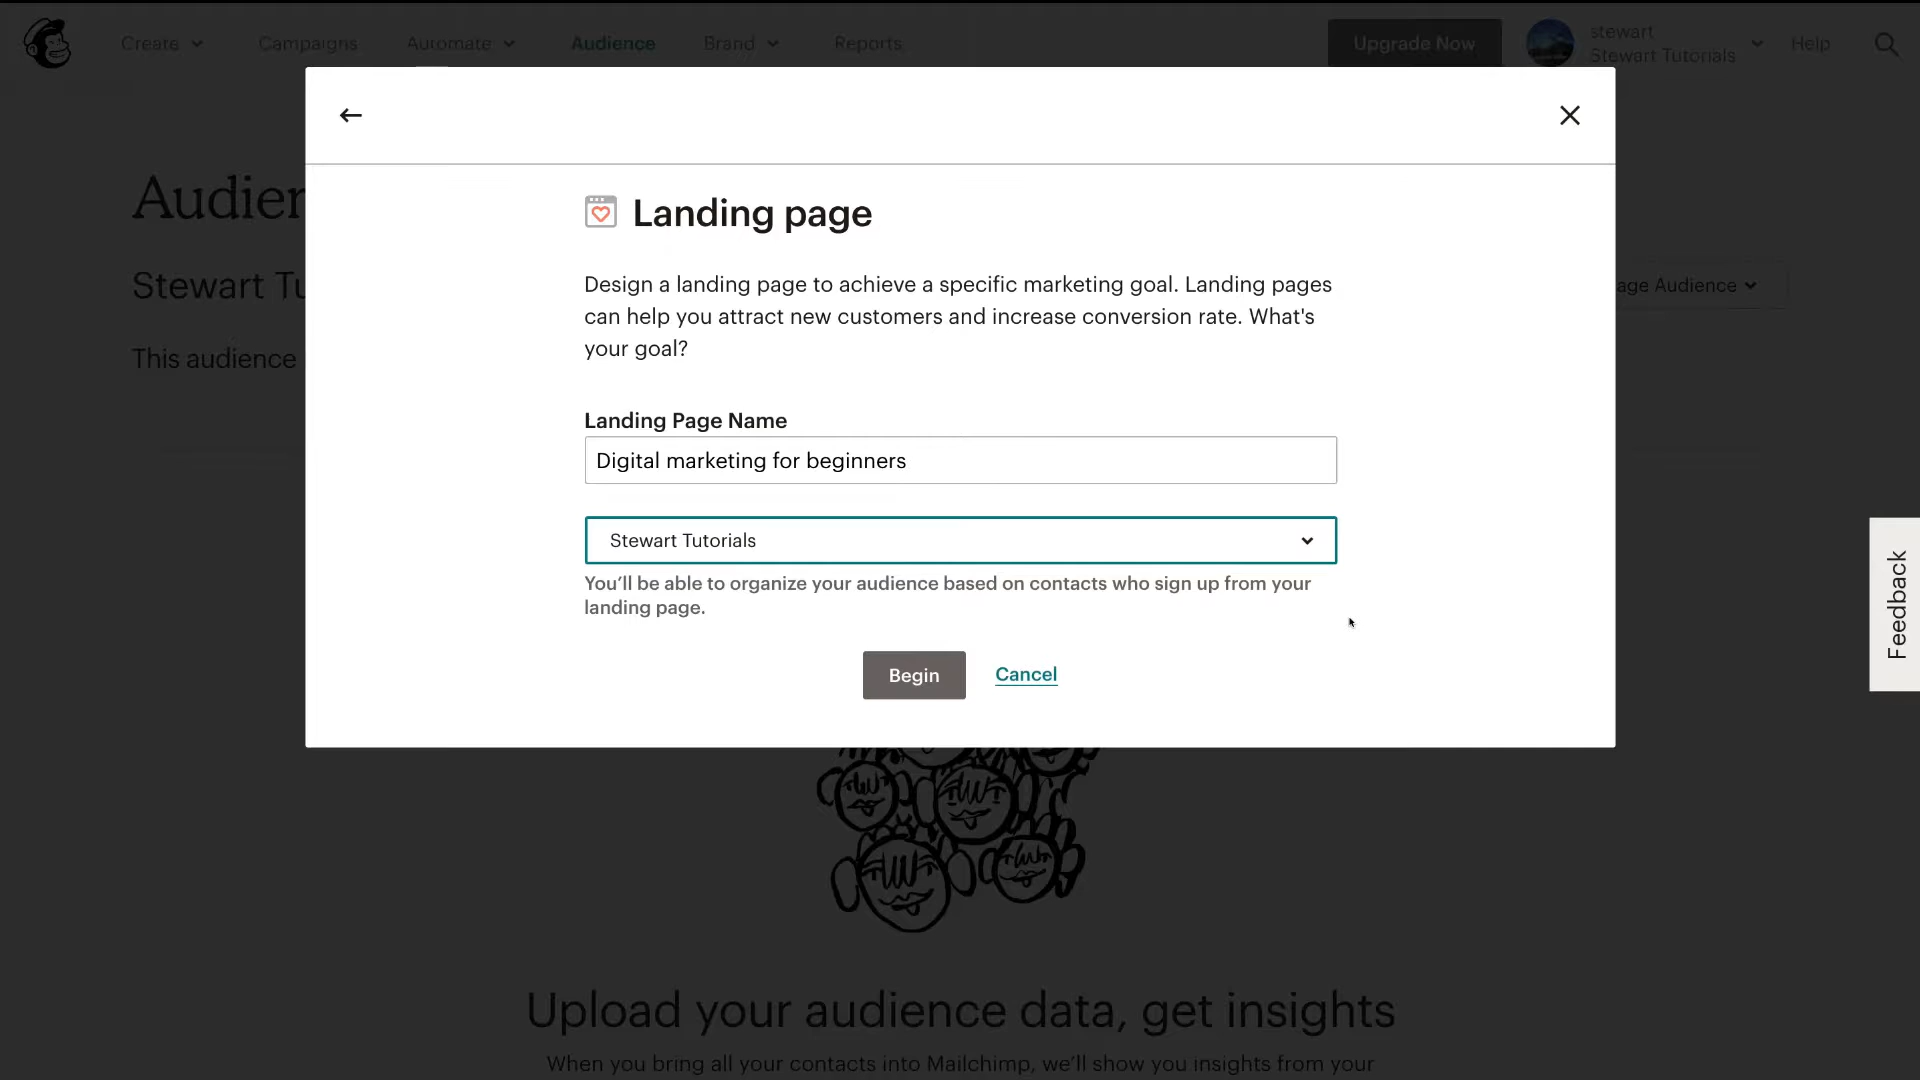 Create Campaigns Automate Audience Brand Reports Upgrade Now stewart Help
Stewart Tutorials
Audien
Stewart Tu
age Audience
This audience
Landing page
Design a landing page to achieve a specific marketing goal. Landing pages
can help you attract new customers and increase conversion rate. What's
your goal?
Landing Page Name
Digital marketing for beginners
Stewart Tutorials
You’ll be able to organize your audience based on contacts who sign up from your
landing page.
Begin Cancel
Feedback
Upload your audience data, get insights
When you bring all your contacts into Mailchimp, we’ll show you insights from your